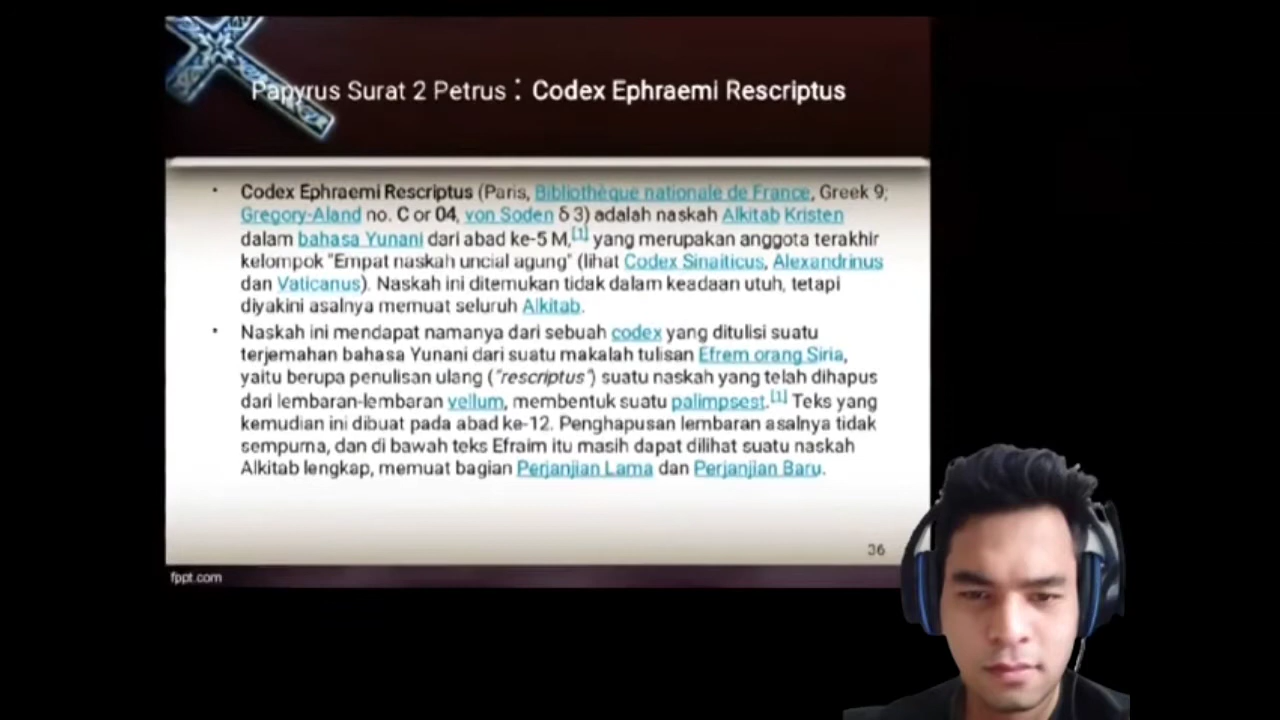 Papyrus Surat 2 Petrus : Codex Ephraemi Rescriptus
• Codex Ephraemi Rescriptus (Paris, Bibliothèque nationale de France, Greek 9;
Gregory-Aland no. C or 04, von Soden δ 3) adalah naskah Alkitab Kristen
dalam bahasa Yunani dari abad ke-5 M,[1] yang merupakan anggota terakhir
kelompok "Empat naskah uncial agung" (lihat Codex Sinaiticus, Alexandrinus
dan Vaticanus). Naskah ini ditemukan tidak dalam keadaan utuh, tetapi
diyakini asalnya memuat seluruh Alkitab.
• Naskah ini mendapat namanya dari sebuah codex yang ditulisi suatu
terjemahan bahasa Yunani dari suatu makalah tulisan Efrem orang Siria,
yaitu berupa penulisan ulang ("rescriptus") suatu naskah yang telah dihapus
dari lembaran-lembaran vellum, membentuk suatu palimpsest.[1] Teks yang
kemudian ini dibuat pada abad ke-12. Penghapusan lembaran asalnya tidak
sempurna, dan di bawah teks Efraim itu masih dapat dilihat suatu naskah
Alkitab lengkap, memuat bagian Perjanjian Lama dan Perjanjian Baru.
36
fppt.com